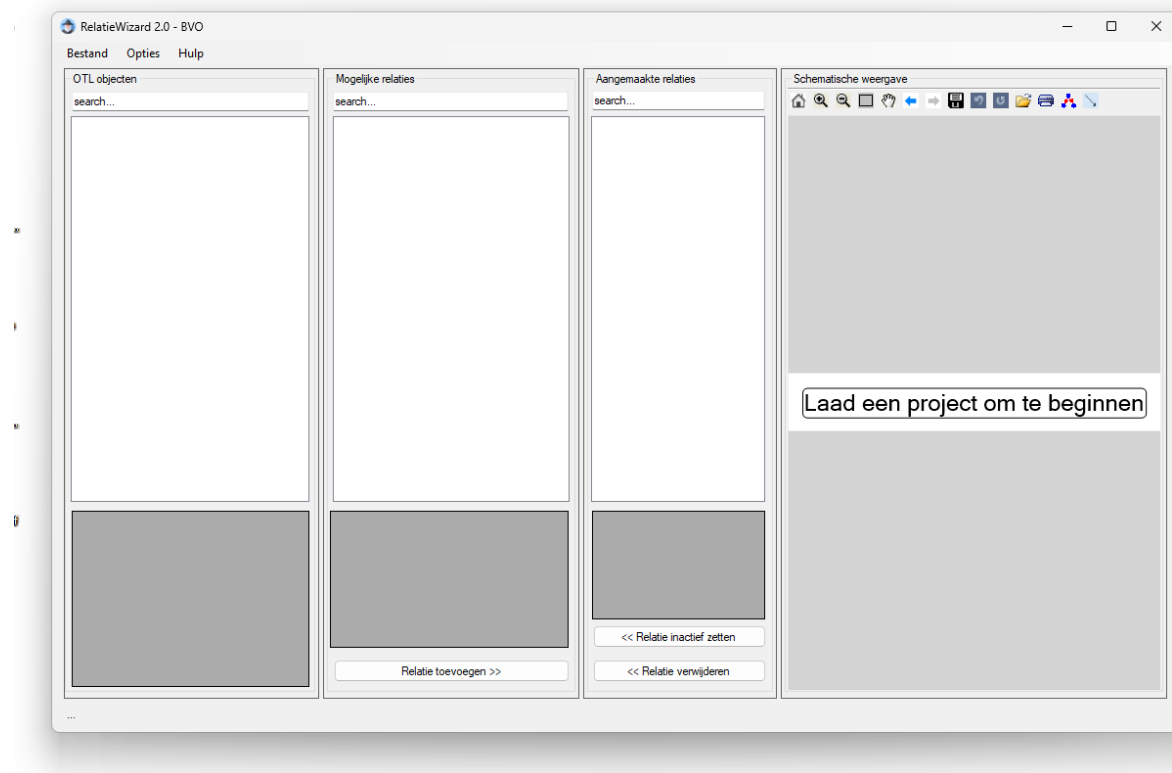 RelatieWizard 2.0 - BVO
Bestand Opties Hulp
OTL objecten
search...
Mogelijke relaties
search...
Relatie toevoegen >>
Aangemaakte relaties
search...
<< Relatie inactief zetten
<< Relatie verwijderen
Schematische weergave
Laad een project om te beginnen
...